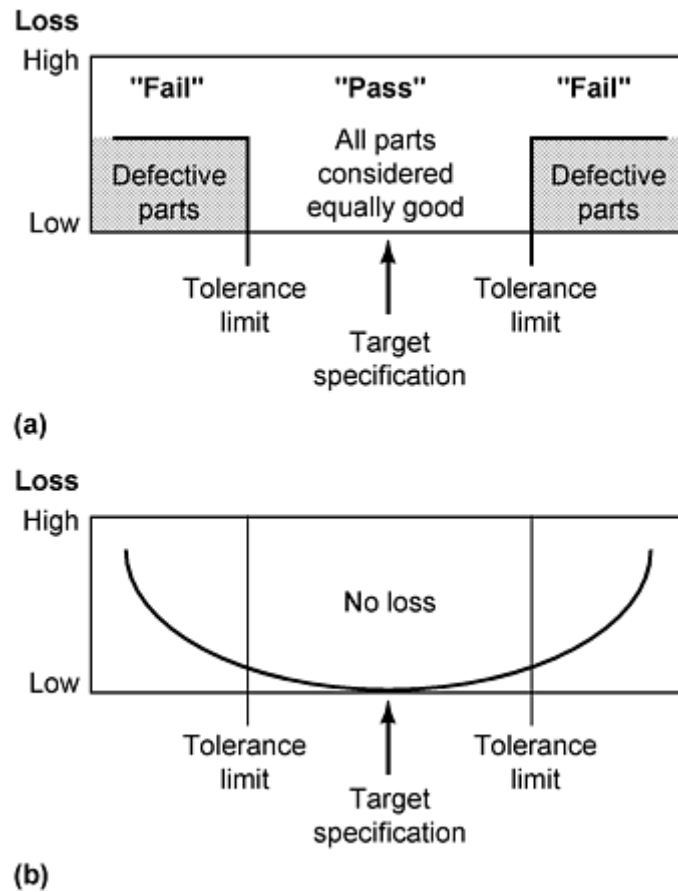 Loss
High
"Fail"
"Pass"
"Fail"
All parts
considered
equally good
Defective
parts
Defective
parts
Low
Tolerance
limit
Tolerance
limit
Target
specification
(a)
Loss
High
No loss
Low
Tolerance
limit
Tolerance
limit
Target
specification
(b)